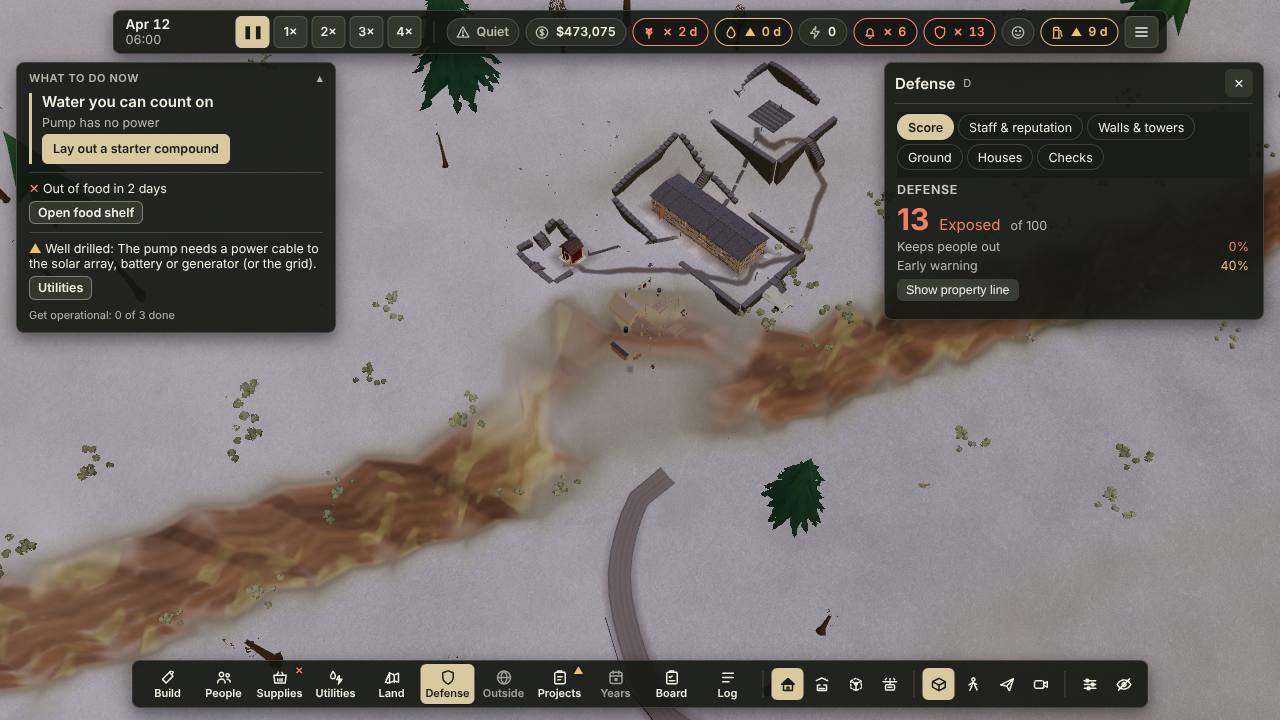 Apr 12
06:00
1×
2×
3×
4×
Quiet
$473,075
× 2 d
0 d
0
× 6
× 13
9 d
WHAT TO DO NOW
Water you can count on
Pump has no power
Lay out a starter compound
× Out of food in 2 days
Open food shelf
Well drilled: The pump needs a power cable to
the solar array, battery or generator (or the grid).
Utilities
Get operational: 0 of 3 done
Defense D
Score
Staff & reputation
Walls & towers
Ground
Houses
Checks
DEFENSE
13 Exposed of 100
Keeps people out 0%
Early warning 40%
Show property line
Build
People
Supplies
Utilities
Land
Defense
Outside
Projects
Years
Board
Log